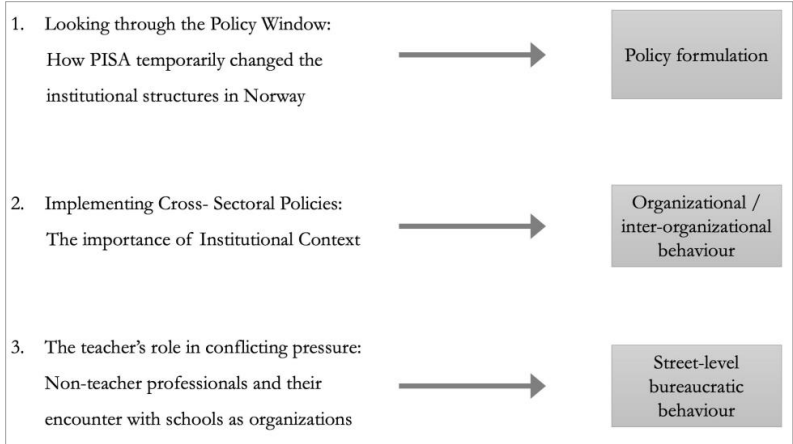 1. Looking through the Policy Window:
How PISA temporarily changed the
institutional structures in Norway
Policy formulation
2. Implementing Cross- Sectoral Policies:
The importance of Institutional Context
Organizational /
inter-organizational
behaviour
3. The teacher's role in conflicting pressure:
Non-teacher professionals and their
encounter with schools as organizations
Street-level
bureaucratic
behaviour